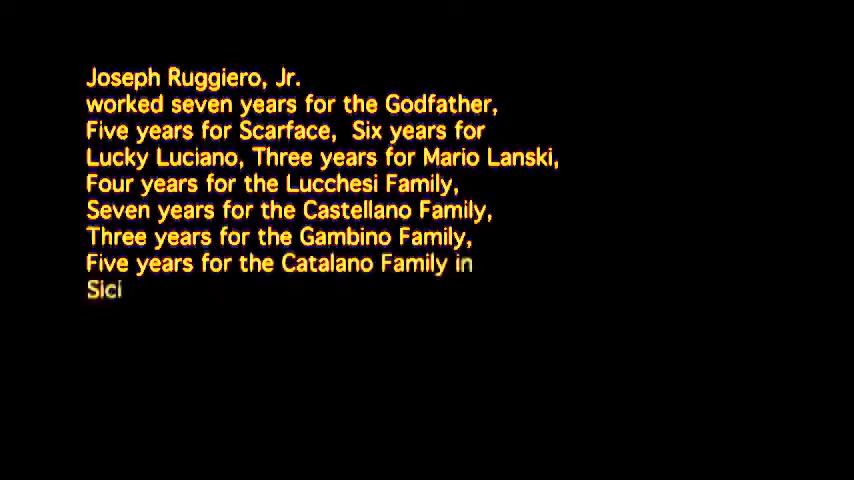 Joseph Ruggiero, Jr.
worked seven years for the Godfather,
Five years for Scarface,  Six years for
Lucky Luciano, Three years for Mario Lanski,
Four years for the Lucchesi Family,
Seven years for the Castellano Family,
Three years for the Gambino Family,
Five years for the Catalano Family in
Sici